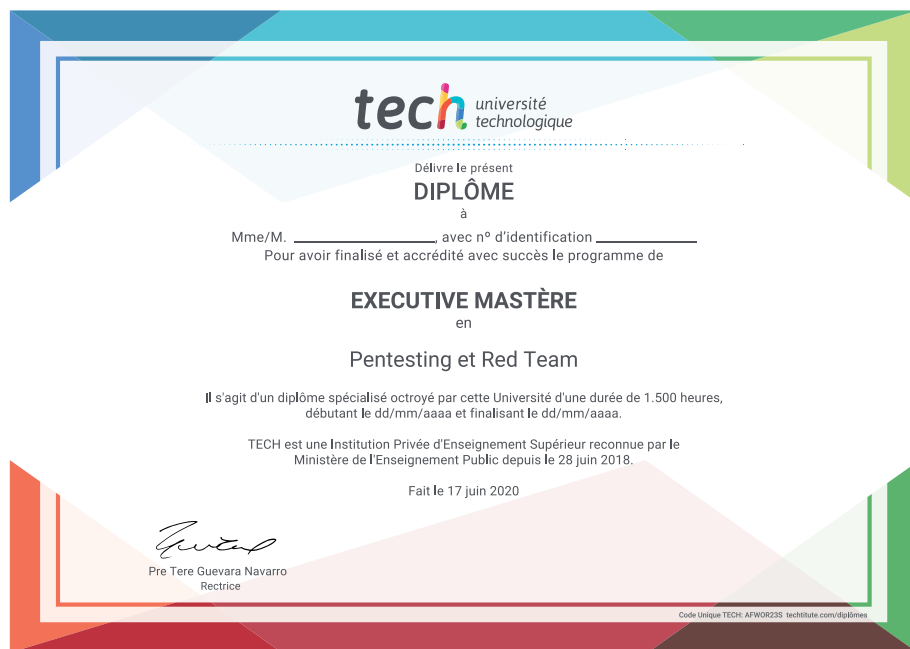 tech université
technologique
Délivre le présent
DIPLÔME
à
Mme/M. ____________, avec nº d'identification ____________
Pour avoir finalisé et accrédité avec succès le programme de
EXECUTIVE MASTÈRE
en
Pentesting et Red Team
Il s'agit d'un diplôme spécialisé octroyé par cette Université d'une durée de 1.500 heures,
débutant le dd/mm/aaaa et finalisant le dd/mm/aaaa.
TECH est une Institution Privée d'Enseignement Supérieur reconnue par le
Ministère de l'Enseignement Public depuis le 28 juin 2018.
Fait le 17 juin 2020
Pre Tere Guevara Navarro
Rectrice
Code Unique TECH: AFWOR23S techtitute.com/diplômes